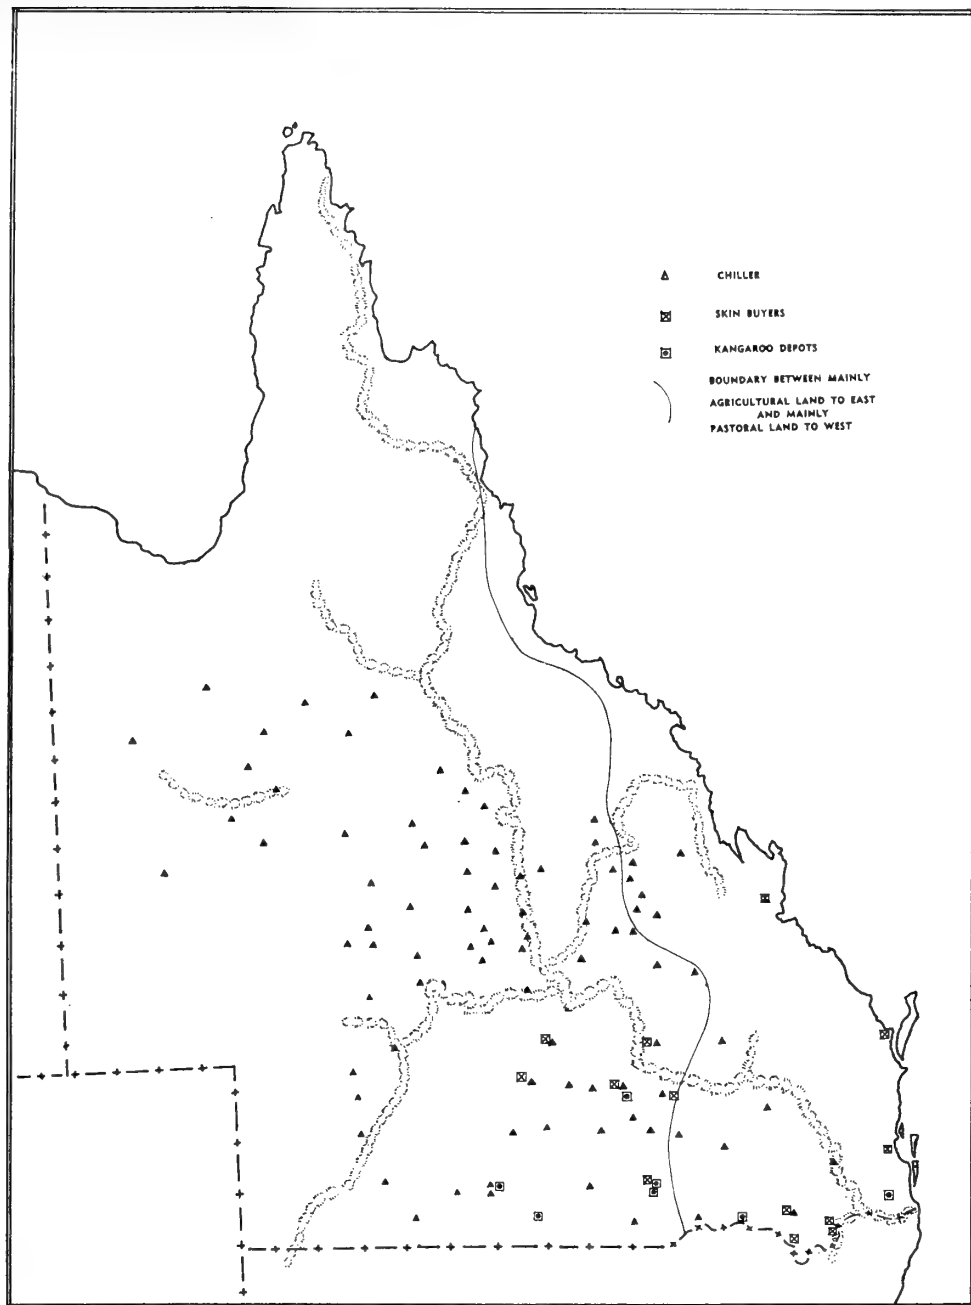 CHILLER
SKIN BUYERS
KANGAROO DEPOTS
BOUNDARY BETWEEN MAINLY
AGRICULTURAL LAND TO EAST
AND MAINLY
PASTORAL LAND TO WEST